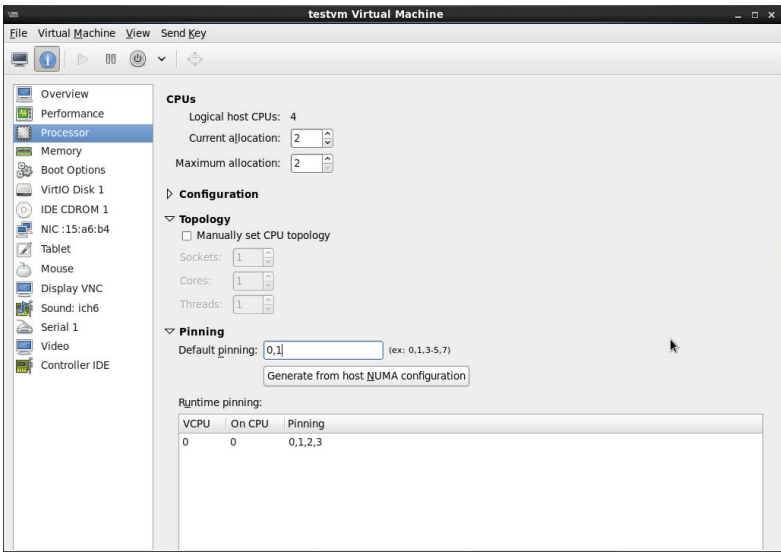 testvm Virtual Machine
File Virtual Machine View Send Key
Overview
Performance
Processor
Memory
Boot Options
VirtIO Disk 1
IDE CDROM 1
NIC :15:a6:b4
Tablet
Mouse
Display VNC
Sound: ich6
Serial 1
Video
Controller IDE
CPUs
Logical host CPUs: 4
Current allocation: 2
Maximum allocation: 2
Configuration
Topology
Manually set CPU topology
Sockets: 1
Cores: 1
Threads: 1
Pinning
Default pinning: 0,1 (ex: 0,1,3-5,7)
Generate from host NUMA configuration
Runtime pinning:
VCPU On CPU Pinning
0 0 0,1,2,3